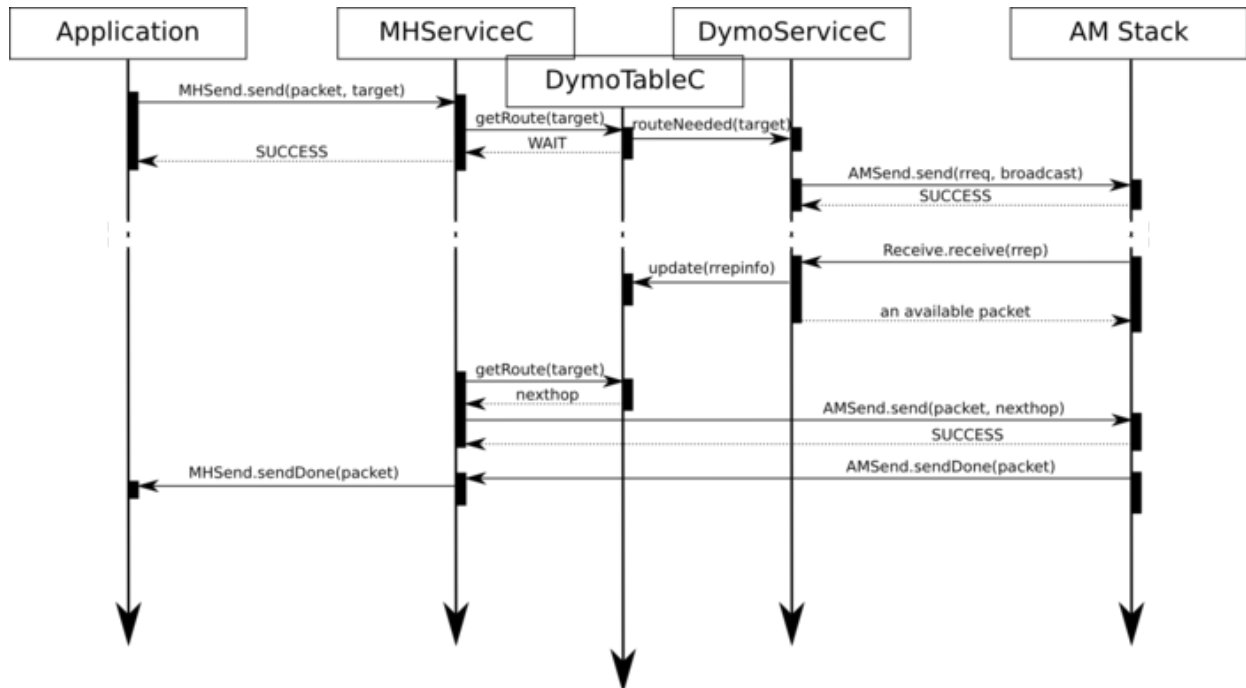 Application
MHServiceC
DymoServiceC
AM Stack
DymoTableC
MHSend.send(packet, target)
getRoute(target)
routeNeeded(target)
WAIT
SUCCESS
AMSend.send(rreq, broadcast)
SUCCESS
Receive.receive(rrep)
update(rrepinfo)
an available packet
getRoute(target)
nexthop
AMSend.send(packet, nexthop)
SUCCESS
AMSend.sendDone(packet)
MHSend.sendDone(packet)